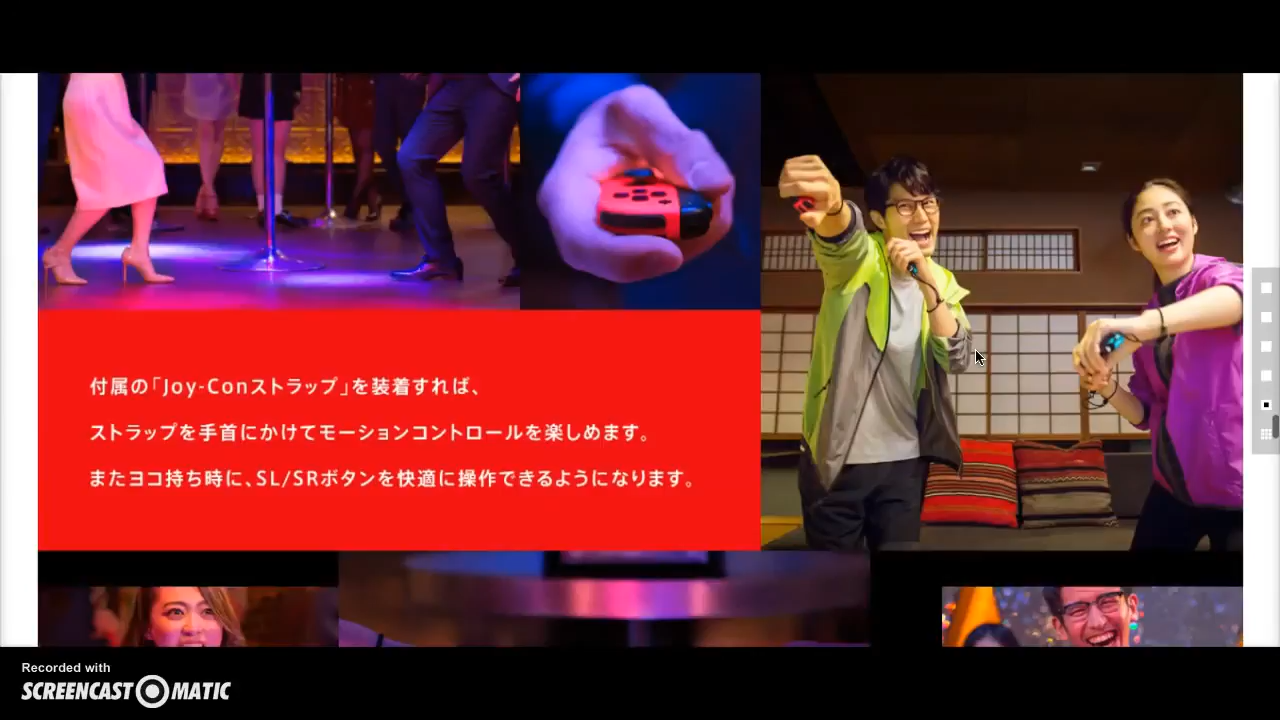 付属の「Joy-Conストラップ」を装着すれば、
ストラップを手首にかけてモーションコントロールを楽しめます。
またヨコ持ち時に、SL/SRボタンを快適に操作できるようになります。
Recorded with
SCREENCAST-O-MATIC